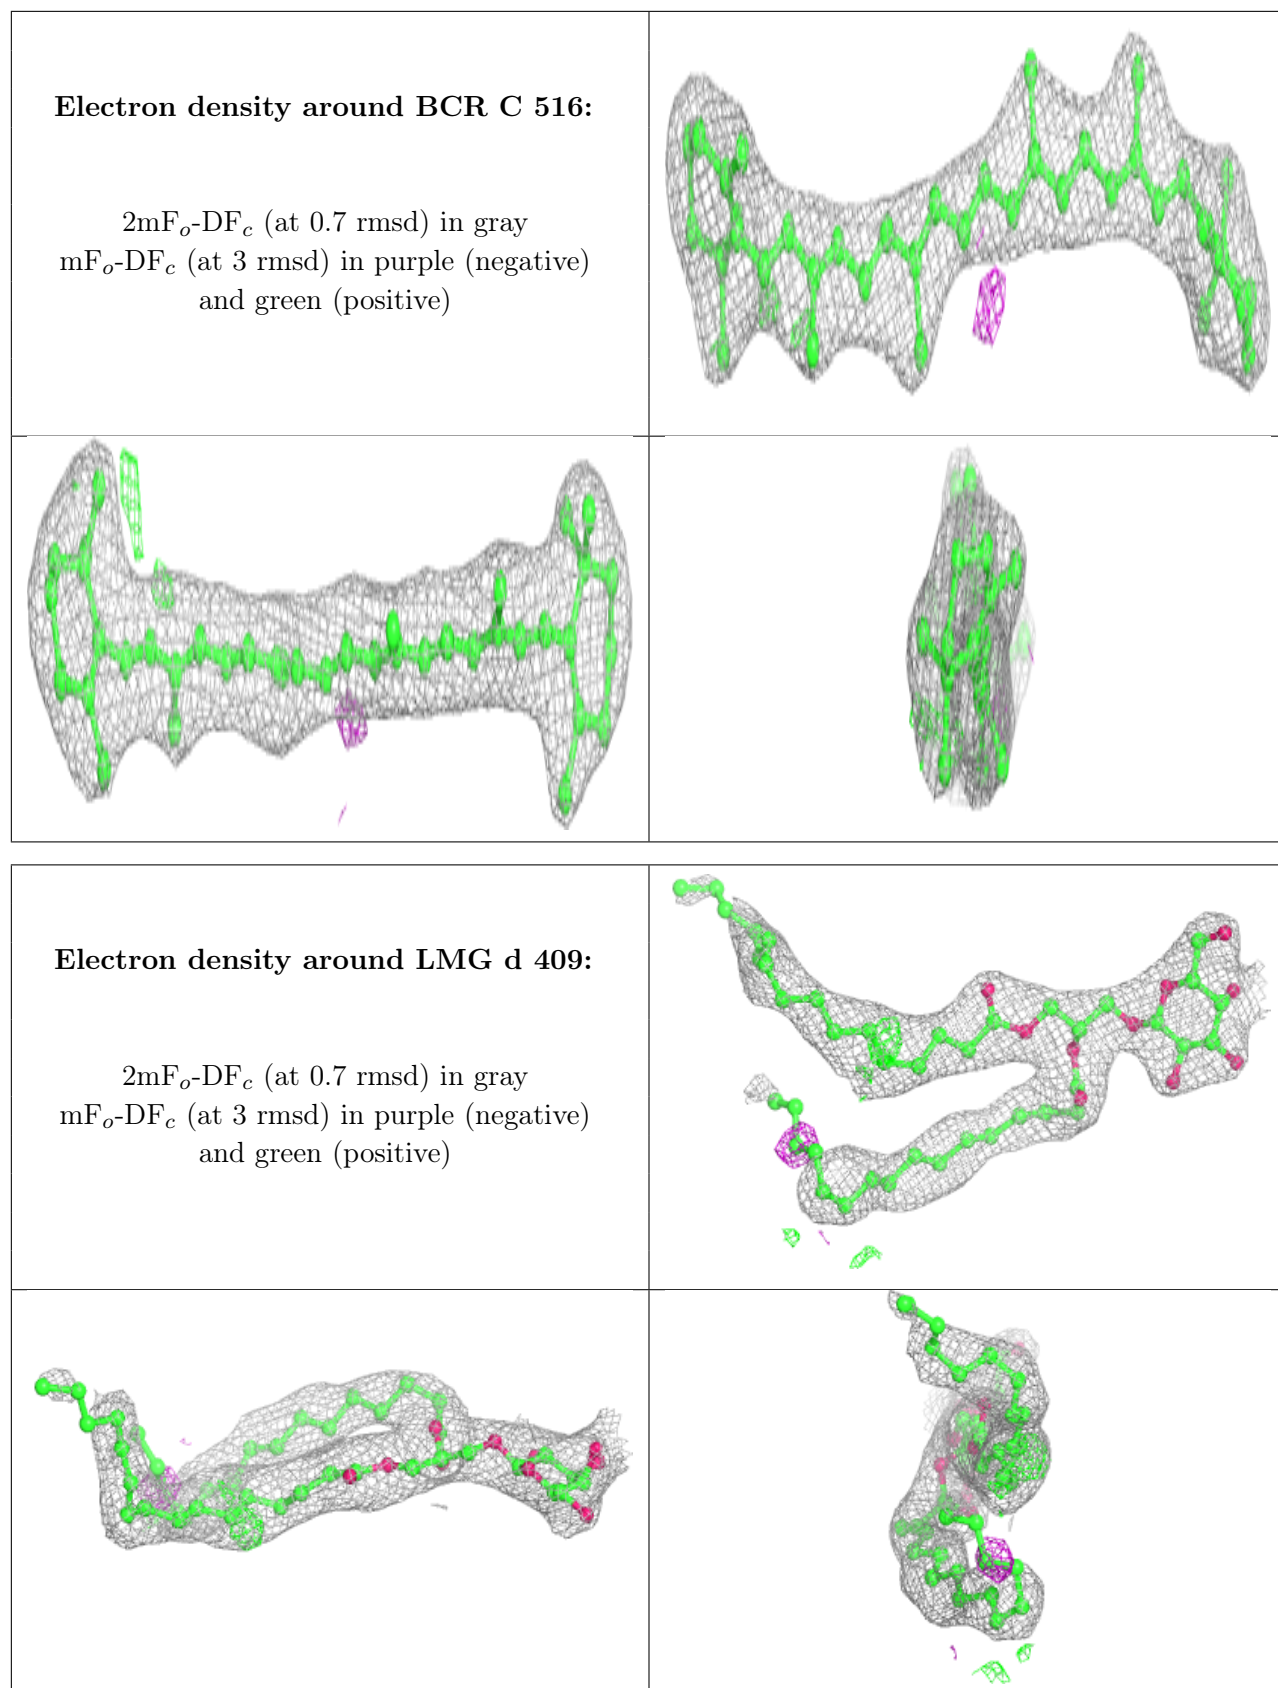 Electron density around BCR C 516:
2mFo-DFc (at 0.7 rmsd) in gray
mFo-DFc (at 3 rmsd) in purple (negative)
and green (positive)
Electron density around LMG d 409:
2mFo-DFc (at 0.7 rmsd) in gray
mFo-DFc (at 3 rmsd) in purple (negative)
and green (positive)